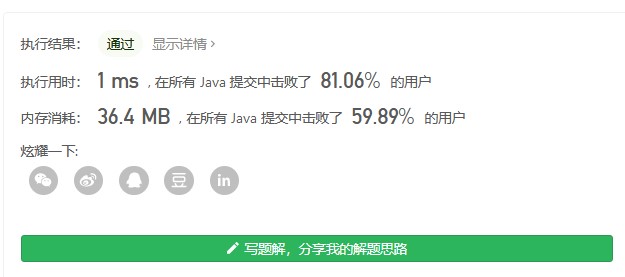 执行结果： 通过 显示详情 ›
执行用时： 1 ms , 在所有 Java 提交中击败了 81.06% 的用户
内存消耗： 36.4 MB , 在所有 Java 提交中击败了 59.89% 的用户
炫耀一下:
豆 in
写题解，分享我的解题思路